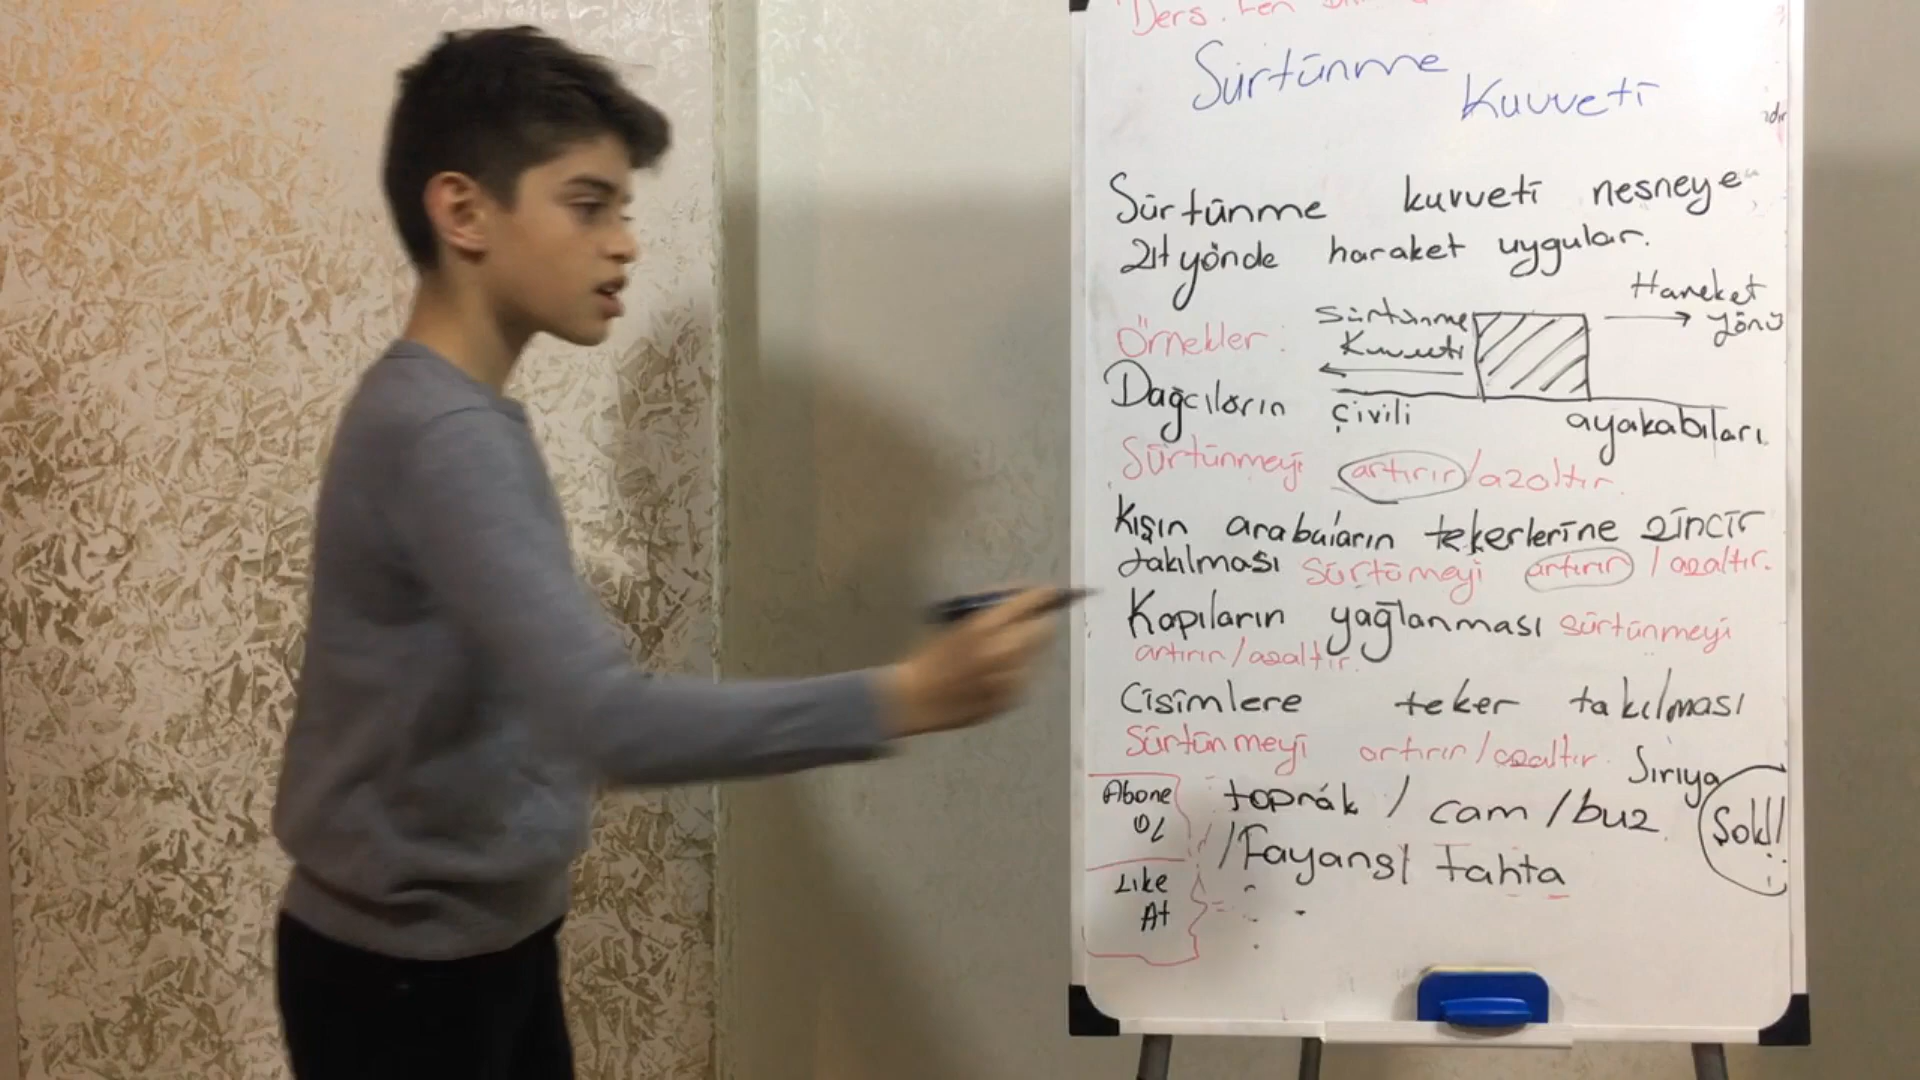 Ders. Fen
Sürtünme
Kuvveti
Sürtünme kuvveti nesneye
zıt yönde haraket uygular.
Hareket
yönü
Sürtünme
Kuvveti
Örnekler:
Dağcıların çivili ayakabıları
Sürtünmeyi artırır/azaltır.
Kışın arabaların tekerlerine zincir
takılması Sürtümeyi artırır / azaltır.
Kapıların yağlanması sürtünmeyi
artırır/azaltır.
Cisimlere teker takılması
Sürtünmeyi artırır/azaltır.
Sırıya
Sok!!
toprak / cam /buz
/Fayans/ tahta
Abone
Ol
Like
At